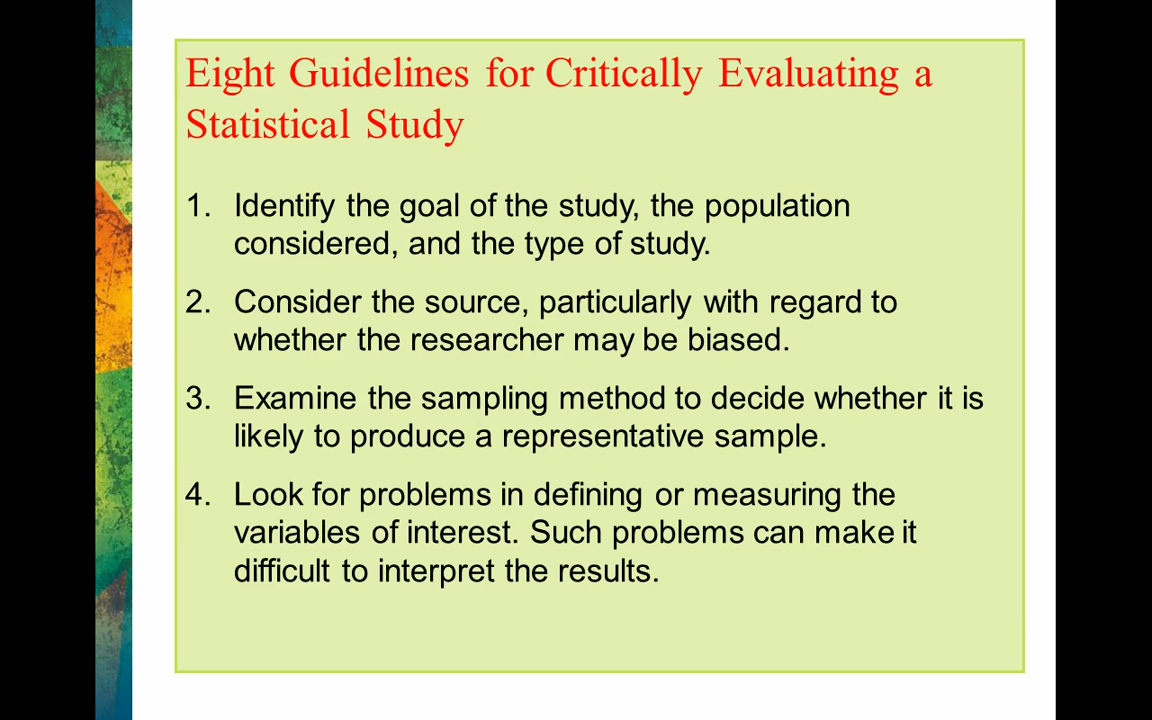 Eight Guidelines for Critically Evaluating a
Statistical Study
1. Identify the goal of the study, the population
considered, and the type of study.
2. Consider the source, particularly with regard to
whether the researcher may be biased.
3. Examine the sampling method to decide whether it is
likely to produce a representative sample.
4. Look for problems in defining or measuring the
variables of interest. Such problems can make it
difficult to interpret the results.